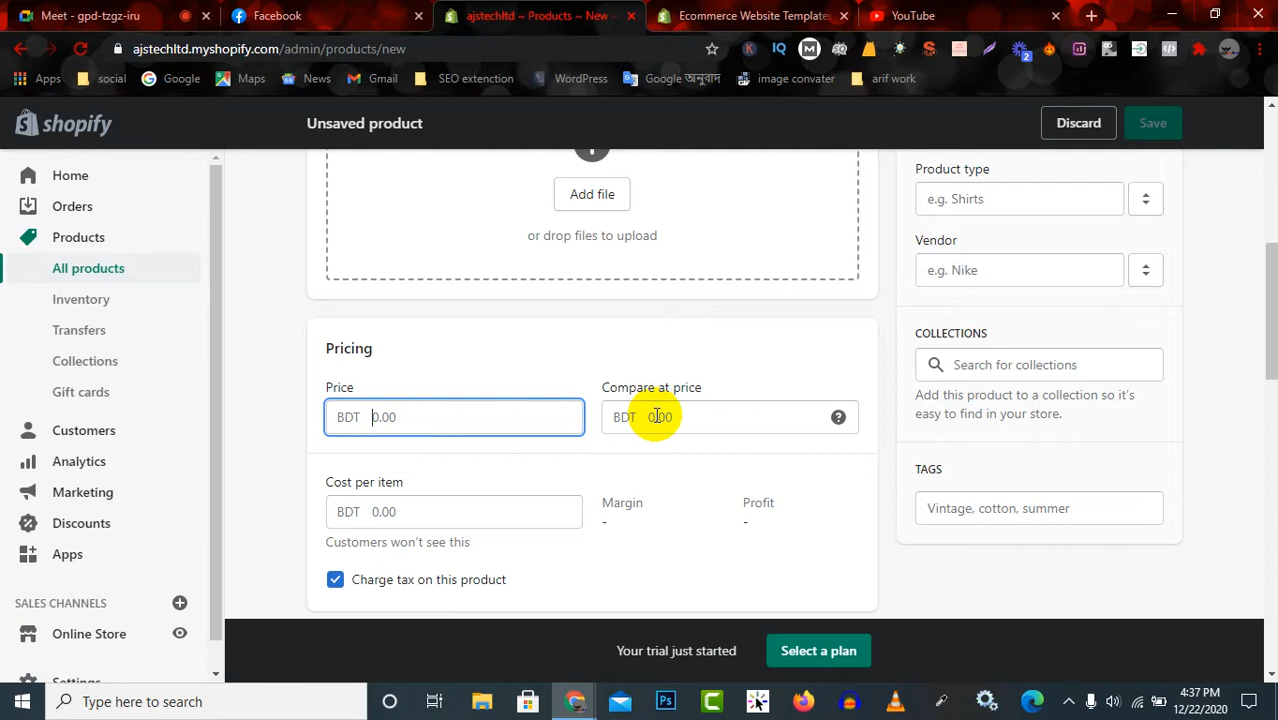 Meet - gpd-tzgz-iru
Facebook
ajstechltd ~ Products ~ New ~
Ecommerce Website Templates
YouTube
ajstechltd.myshopify.com/admin/products/new
Apps
social
Google
Maps
News
Gmail
SEO extenction
WordPress
Google অনুবাদ
image convater
arif work
2
shopify
Unsaved product
Discard
Save
Home
Orders
Products
All products
Inventory
Transfers
Collections
Gift cards
Customers
Analytics
Marketing
Discounts
Apps
SALES CHANNELS
Online Store
Settings
Add file
or drop files to upload
Pricing
Price
Compare at price
BDT 0.00
BDT 0.00
Cost per item
BDT 0.00
Margin
-
Profit
-
Customers won't see this
Charge tax on this product
Product type
e.g. Shirts
Vendor
e.g. Nike
COLLECTIONS
Search for collections
Add this product to a collection so it's
easy to find in your store.
TAGS
Vintage, cotton, summer
Your trial just started
Select a plan
Type here to search
4:37 PM
12/22/2020